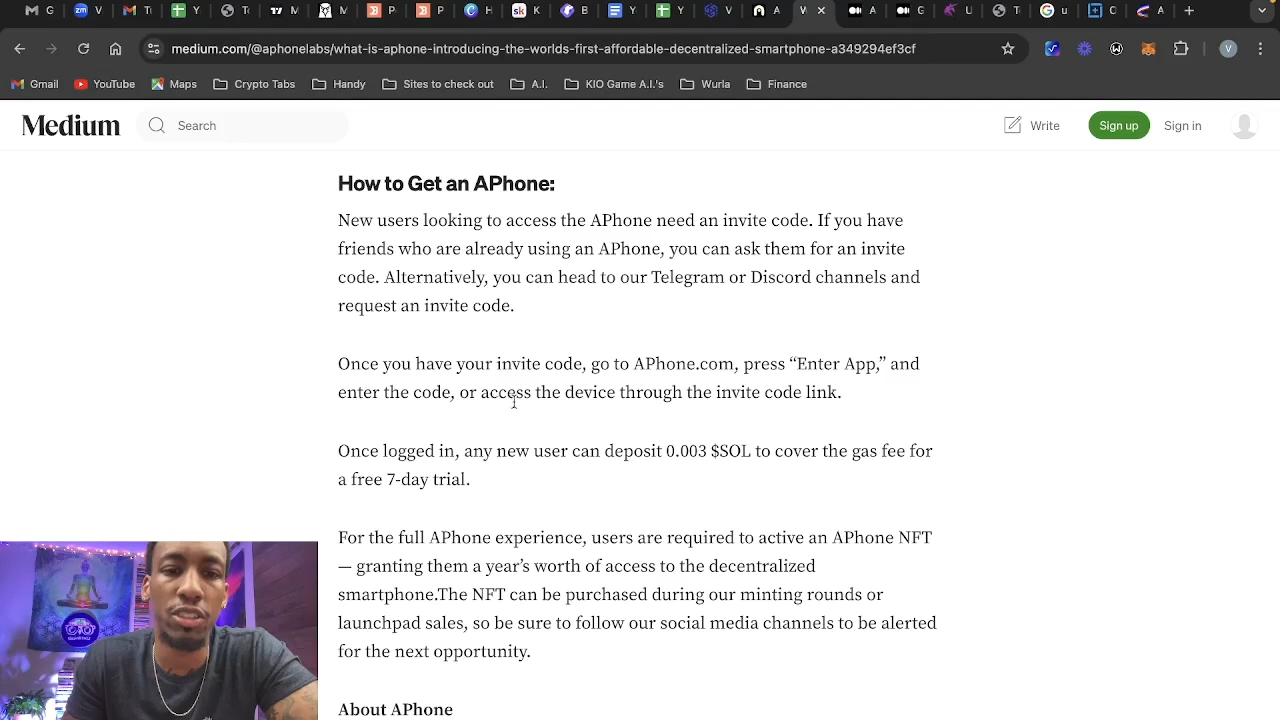 G V T Y T M M P P H K B Y Y V V A G U T u C A
medium.com/@aphonelabs/what-is-aphone-introducing-the-worlds-first-affordable-decentralized-smartphone-a349294ef3cf V
Gmail YouTube Maps Crypto Tabs Handy Sites to check out A.I. KIO Game A.I.'s Wurla Finance
Medium Search Write Sign up Sign in
How to Get an APhone:
New users looking to access the APhone need an invite code. If you have
friends who are already using an APhone, you can ask them for an invite
code. Alternatively, you can head to our Telegram or Discord channels and
request an invite code.
Once you have your invite code, go to APhone.com, press “Enter App,” and
enter the code, or access the device through the invite code link.
Once logged in, any new user can deposit 0.003 $SOL to cover the gas fee for
a free 7-day trial.
For the full APhone experience, users are required to active an APhone NFT
— granting them a year’s worth of access to the decentralized
smartphone.The NFT can be purchased during our minting rounds or
launchpad sales, so be sure to follow our social media channels to be alerted
for the next opportunity.
About APhone